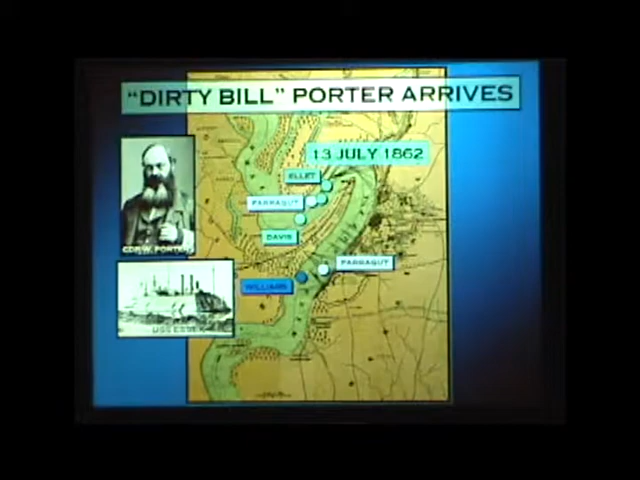 "DIRTY BILL" PORTER ARRIVES
13 JULY 1862
ELLET
FARRAGUT
DAVIS
CDR W. PORTER
FARRAGUT
WILLIAMS
USS ESSEX